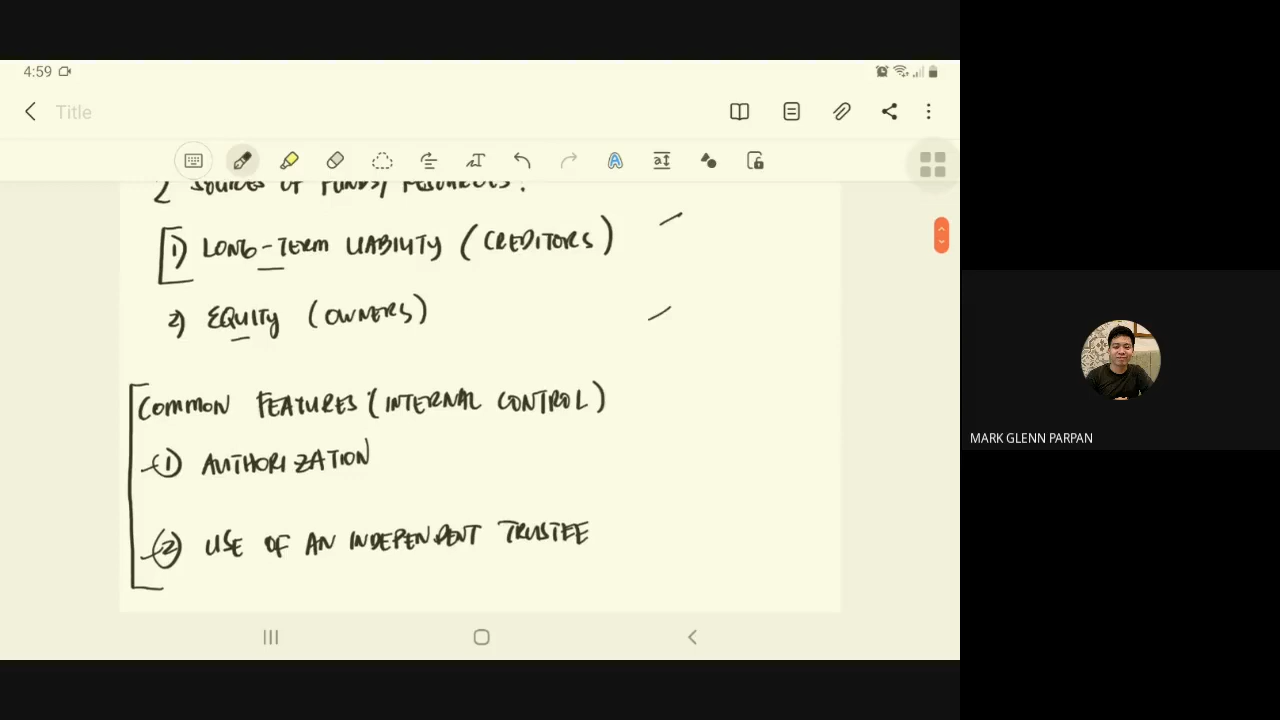 4:59
Title
2 SOURCES OF FUNDS/ RESOURCES:
1) LONG-TERM LIABILITY (CREDITORS)
2) EQUITY (OWNERS)
COMMON FEATURES (INTERNAL CONTROL)
1 AUTHORIZATION
2 USE OF AN INDEPENDENT TRUSTEE
MARK GLENN PARPAN